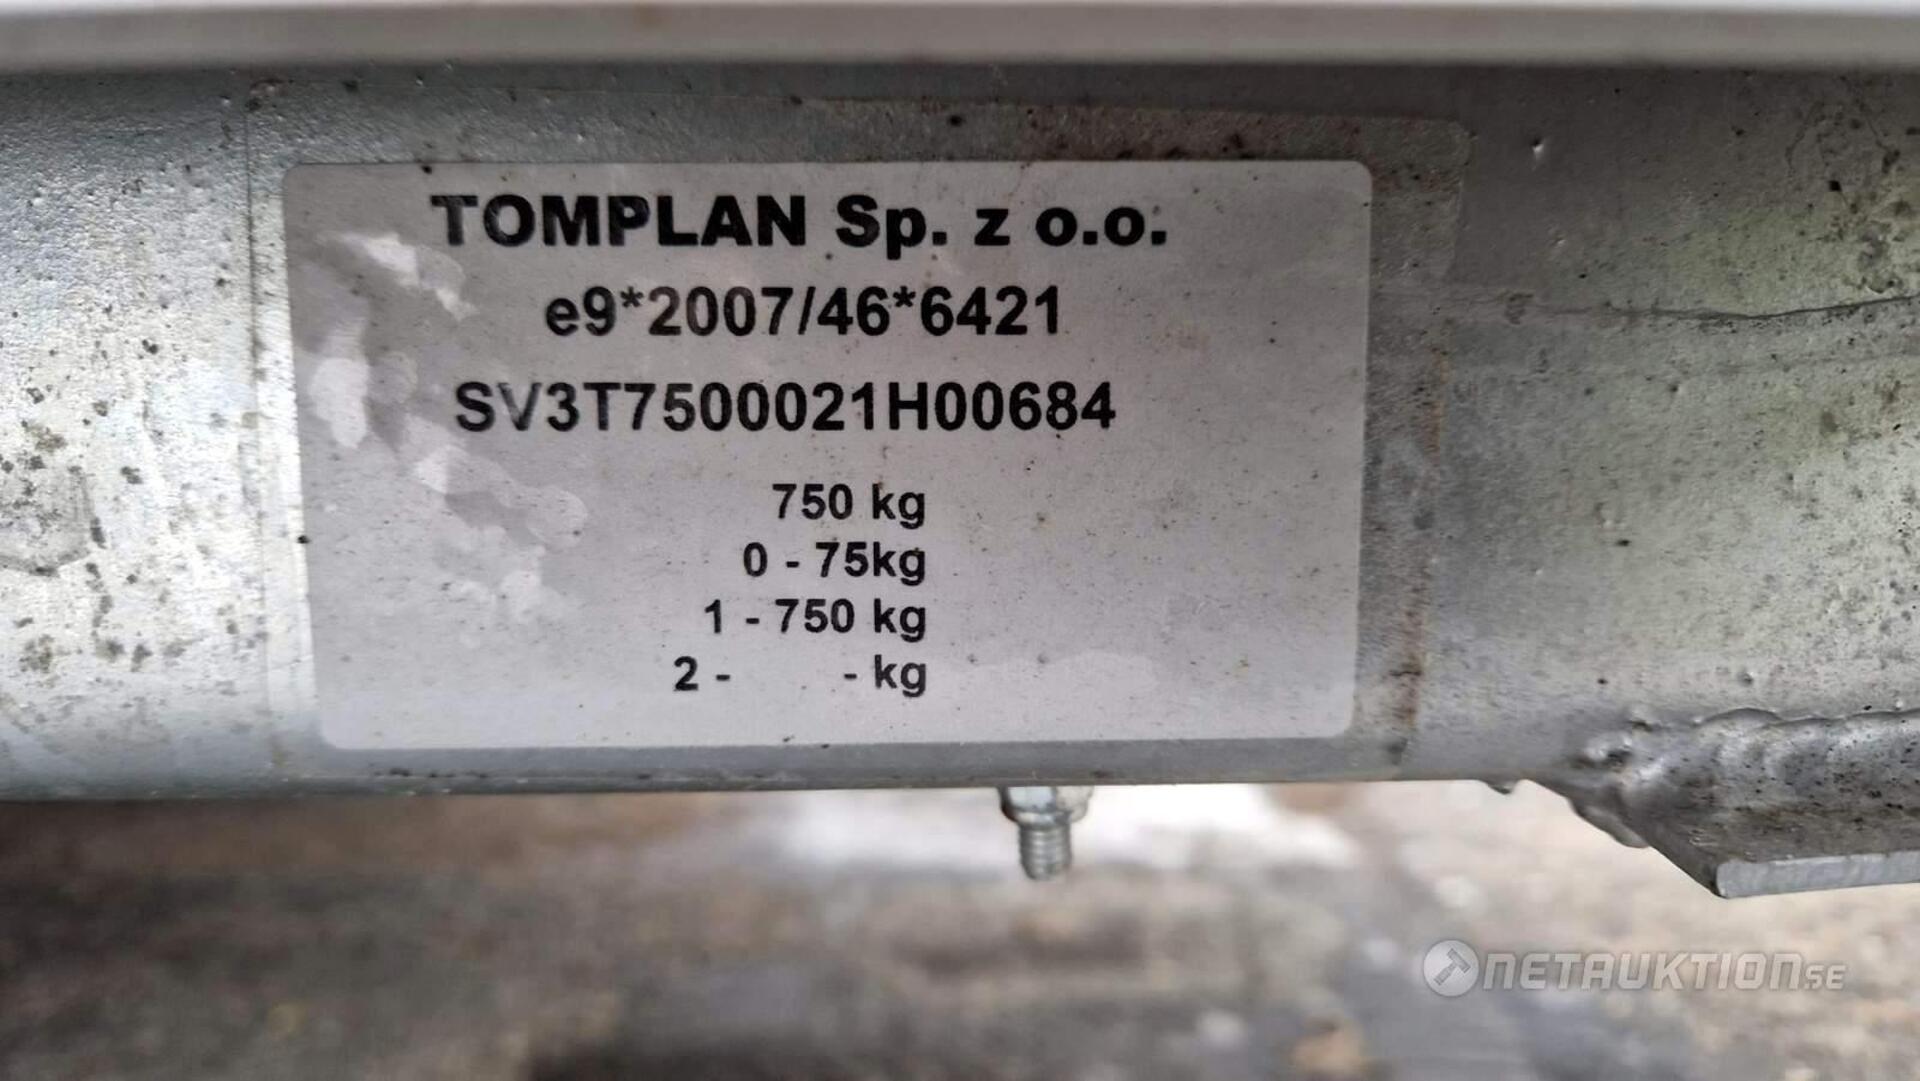 TOMPLAN Sp. z o.o.
e9*2007/46*6421
SV3T7500021H00684
750 kg
0 - 75kg
1 - 750 kg
2 - - kg
NETAUKTION.SE